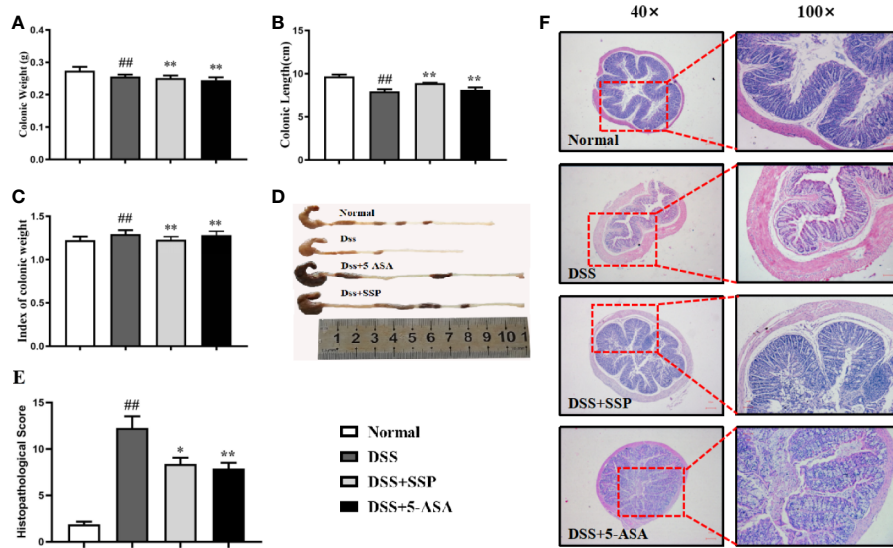 A
Colonic Weight (g)
0.4
0.3
0.2
0.1
0.0
##
**
**
B
Colonic Length(cm)
15
10
5
0
##
**
**
C
Index of colonic weight
1.5
1.0
0.5
0.0
##
**
**
D
Normal
Dss
Dss+5-ASA
Dss+SSP
1 2 3 4 5 6 7 8 9 10 1
E
Histopathological Score
15
10
5
0
##
*
**
Normal
DSS
DSS+SSP
DSS+5-ASA
F
40×
100×
Normal
DSS
DSS+SSP
DSS+5-ASA